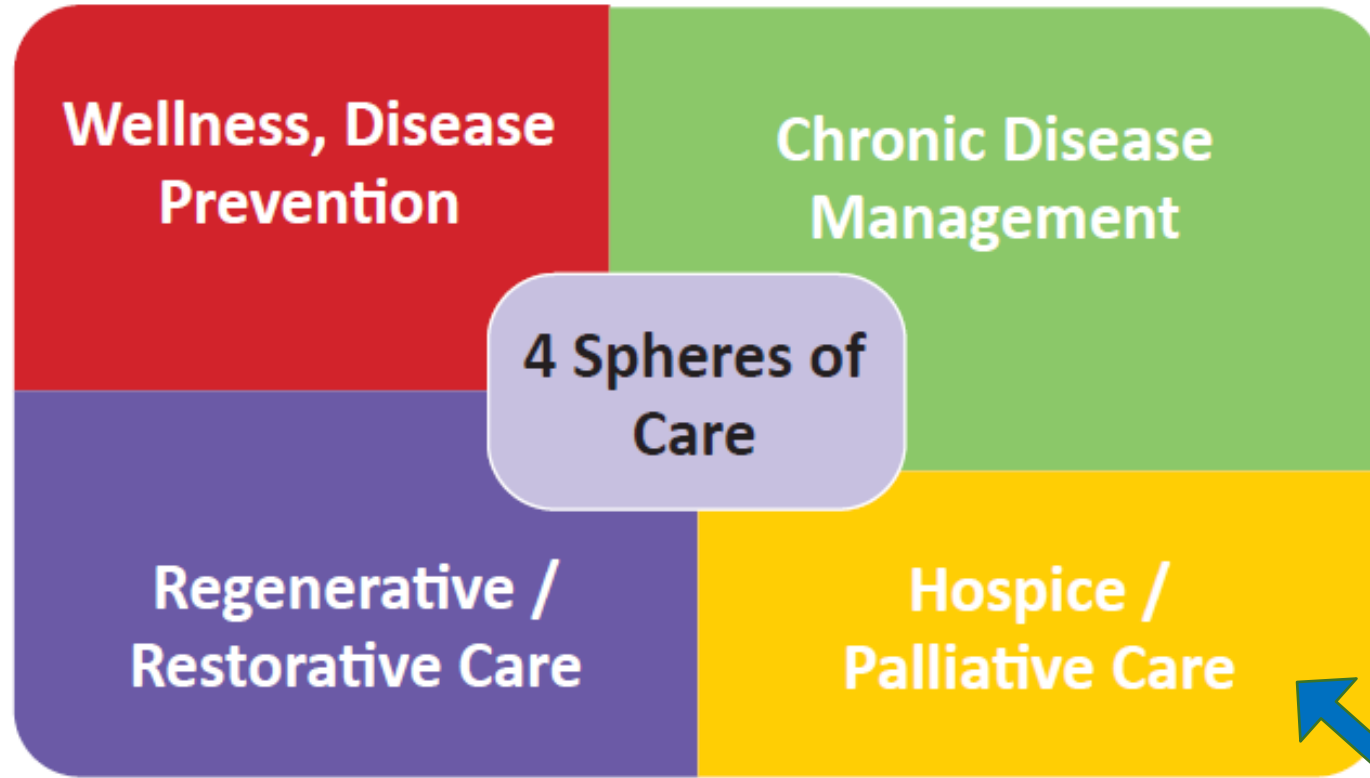 Wellness, Disease
Prevention
Chronic Disease
Management
4 Spheres of
Care
Regenerative /
Restorative Care
Hospice /
Palliative Care